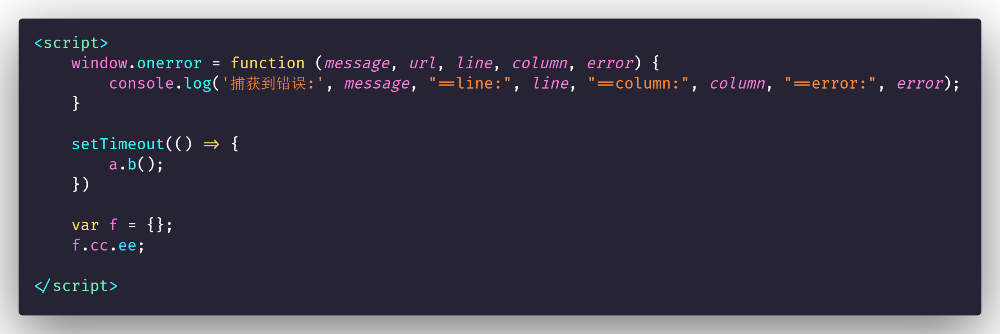 <script>
    window.onerror = function (message, url, line, column, error) {
        console.log('捕获到错误:', message, "==line:", line, "==column:", column, "==error:", error);
    }

    setTimeout(() => {
        a.b();
    })

    var f = {};
    f.cc.ee;

</script>